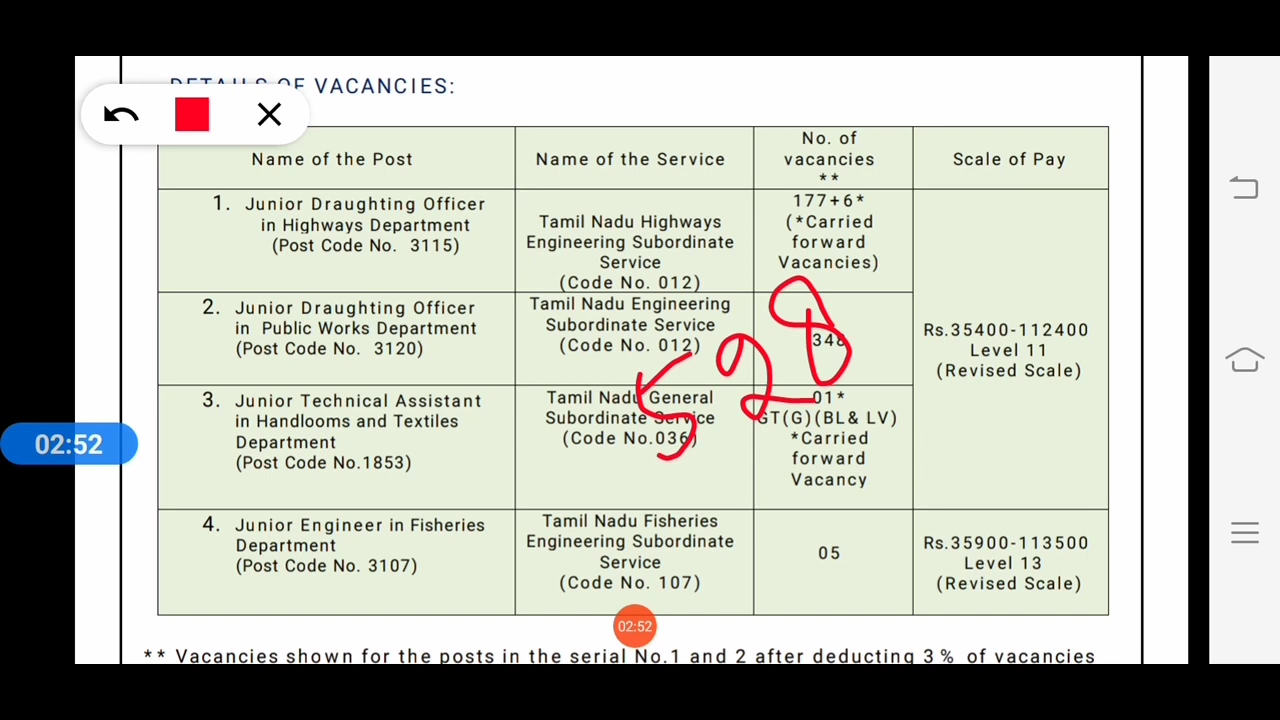 DETAILS OF VACANCIES:
Name of the Post
Name of the Service
No. of
vacancies
**
Scale of Pay
1. Junior Draughting Officer
in Highways Department
(Post Code No. 3115)
Tamil Nadu Highways
Engineering Subordinate
Service
(Code No. 012)
177+6*
(*Carried
forward
Vacancies)
2. Junior Draughting Officer
in Public Works Department
(Post Code No. 3120)
Tamil Nadu Engineering
Subordinate Service
(Code No. 012)
348
Rs.35400-112400
Level 11
(Revised Scale)
528
3. Junior Technical Assistant
in Handlooms and Textiles
Department
(Post Code No.1853)
Tamil Nadu General
Subordinate Service
(Code No.036)
01*
GT(G)(BL& LV)
*Carried
forward
Vacancy
4. Junior Engineer in Fisheries
Department
(Post Code No. 3107)
Tamil Nadu Fisheries
Engineering Subordinate
Service
(Code No. 107)
05
Rs.35900-113500
Level 13
(Revised Scale)
02:52
02:52
** Vacancies shown for the posts in the serial No.1 and 2 after deducting 3% of vacancies